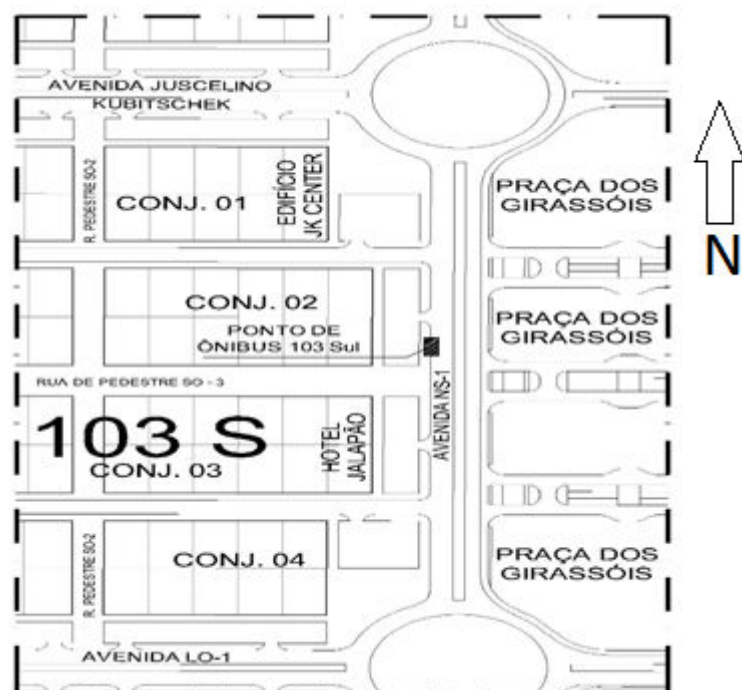 AVENIDA JUSCELINO
KUBITSCHEK
R. PEDESTRE SO-2
CONJ. 01
EDIFÍCIO
JK CENTER
PRAÇA DOS
GIRASSÓIS
N
CONJ. 02
PONTO DE
ÔNIBUS 103 Sul
PRAÇA DOS
GIRASSÓIS
RUA DE PEDESTRE SO - 3
AVENIDA NS-1
103 S
CONJ. 03
HOTEL
JALAPÃO
R. PEDESTRE SO-2
CONJ. 04
PRAÇA DOS
GIRASSÓIS
AVENIDA LO-1